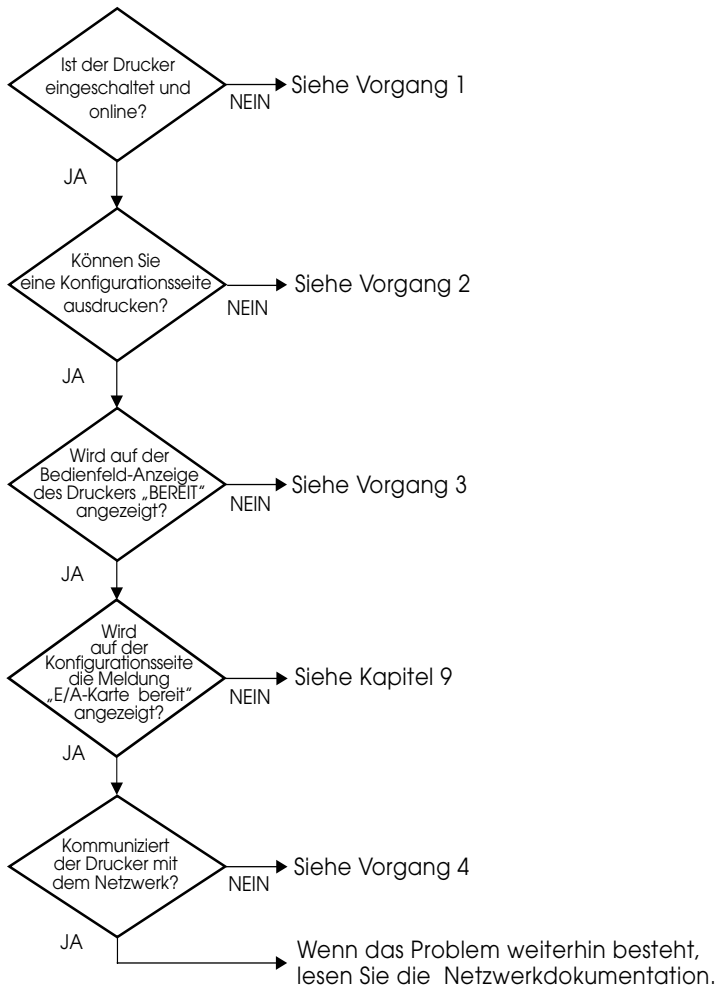 Ist der Drucker
eingeschaltet und
online?
NEIN
Siehe Vorgang 1
JA
Können Sie
eine Konfigurationsseite
ausdrucken?
NEIN
Siehe Vorgang 2
JA
Wird auf der
Bedienfeld-Anzeige
des Druckers „BEREIT“
angezeigt?
NEIN
Siehe Vorgang 3
JA
Wird
auf der
Konfigurationsseite
die Meldung
„E/A-Karte bereit“
angezeigt?
NEIN
Siehe Kapitel 9
JA
Kommuniziert
der Drucker mit
dem Netzwerk?
NEIN
Siehe Vorgang 4
JA
Wenn das Problem weiterhin besteht,
lesen Sie die Netzwerkdokumentation.